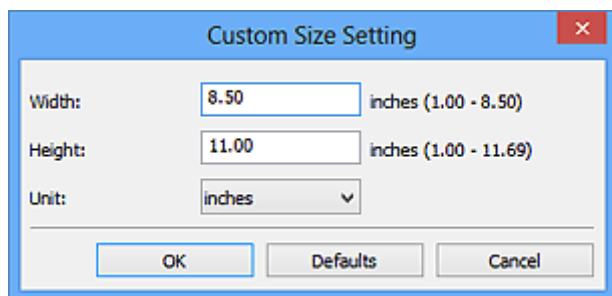 Custom Size Setting
Width: 8.50 inches (1.00 - 8.50)
Height: 11.00 inches (1.00 - 11.69)
Unit: inches
OK Defaults Cancel